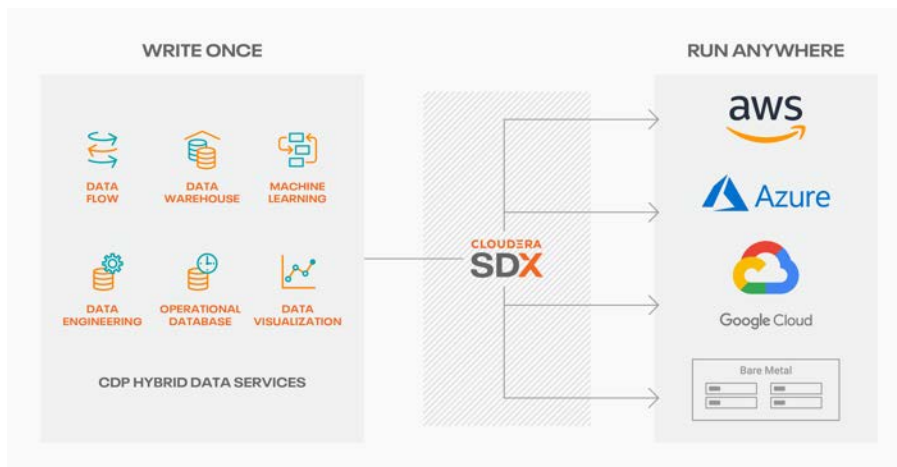 WRITE ONCE
RUN ANYWHERE
DATA
FLOW
DATA
WAREHOUSE
MACHINE
LEARNING
DATA
ENGINEERING
OPERATIONAL
DATABASE
DATA
VISUALIZATION
CDP HYBRID DATA SERVICES
CLOUDERA
SDX
aws
Azure
Google Cloud
Bare Metal